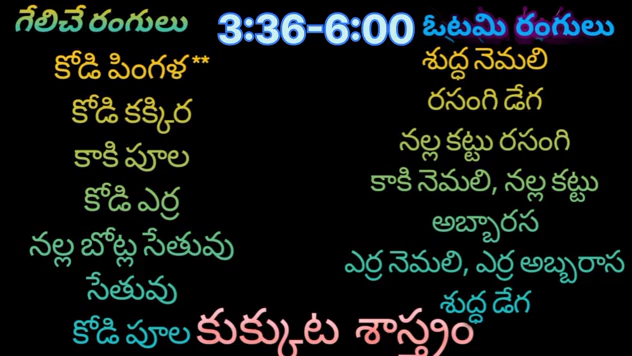 గేలిచే రంగులు
3:36-6:00
ఓటమి రంగులు
కోడి పింగళ**
కోడి కక్కిర
కాకి పూల
కోడి ఎర్ర
నల్ల బోట్ల సేతువు
సేతువు
కోడి పూల
శుద్ధ నెమలి
రసంగి డేగ
నల్ల కట్టు రసంగి
కాకి నెమలి, నల్ల కట్టు
అబ్బారస
ఎర్ర నెమలి, ఎర్ర అబ్బరాస
శుద్ధ డేగ
కుక్కుట శాస్త్రం